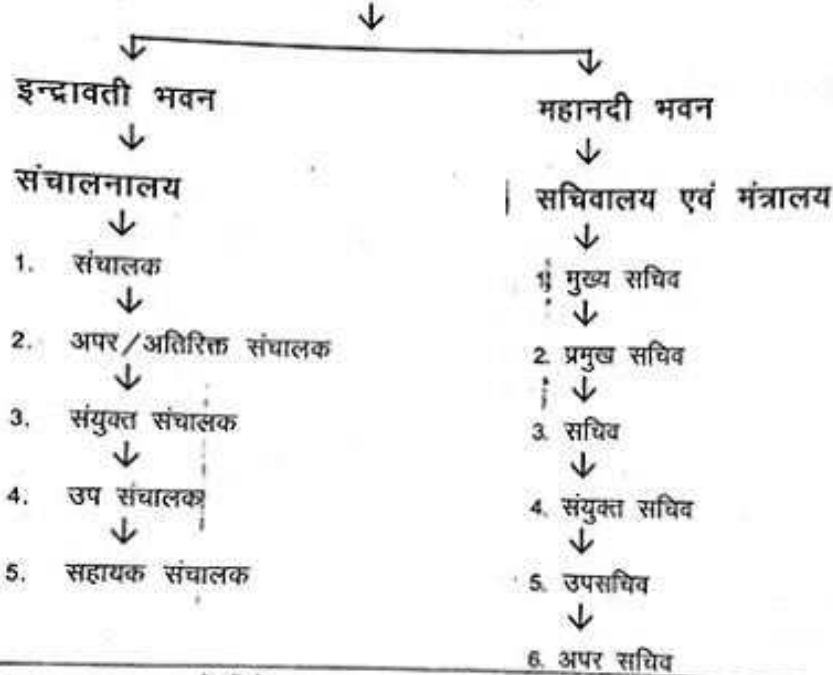 इन्द्रावती भवन
संचालनालय
1. संचालक
2. अपर/अतिरिक्त संचालक
3. संयुक्त संचालक
4. उप संचालक
5. सहायक संचालक
महानदी भवन
सचिवालय एवं मंत्रालय
1. मुख्य सचिव
2. प्रमुख सचिव
3. सचिव
4. संयुक्त सचिव
5. उपसचिव
6. अपर सचिव